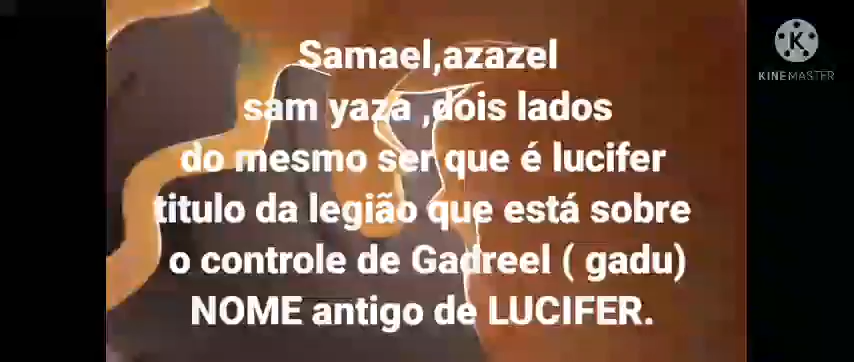 Samael,azazel
sam yaza ,dois lados
do mesmo ser que é lucifer
titulo da legião que está sobre
o controle de Gadreel ( gadu)
NOME antigo de LUCIFER.
K
KINEMASTER